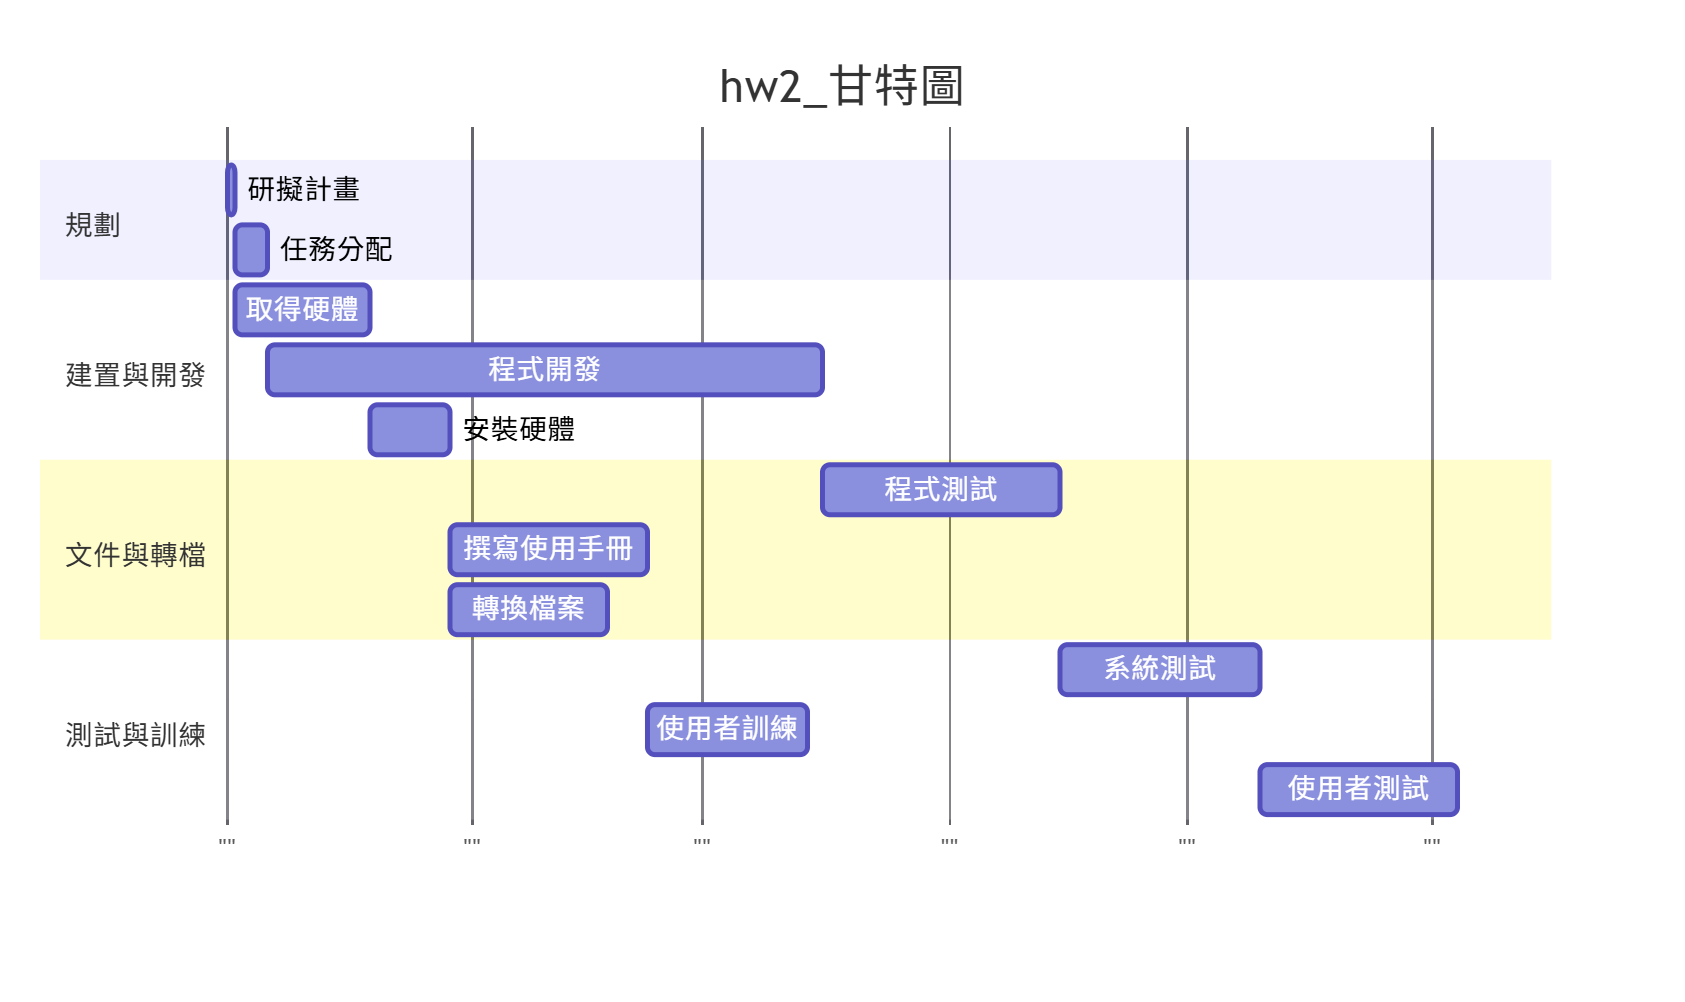 hw2_甘特圖
規劃
研擬計畫
任務分配
建置與開發
取得硬體
程式開發
安裝硬體
文件與轉檔
程式測試
撰寫使用手冊
轉換檔案
測試與訓練
系統測試
使用者訓練
使用者測試
"" "" "" "" "" ""